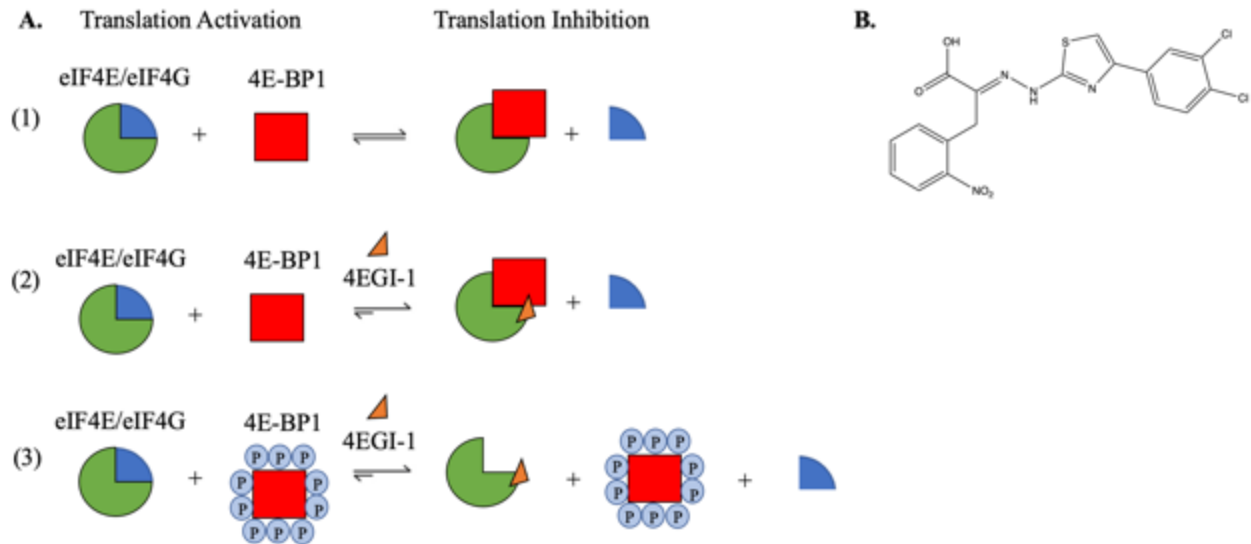 A. Translation Activation Translation Inhibition
(1) eIF4E/eIF4G + 4E-BP1 +
(2) eIF4E/eIF4G + 4E-BP1 4EGI-1 +
(3) eIF4E/eIF4G + 4E-BP1 4EGI-1 + +
P P P P P P P P P P
P P P P P P P P P P
B.
OH
O
N
N
H
S
N
Cl
Cl
NO₂